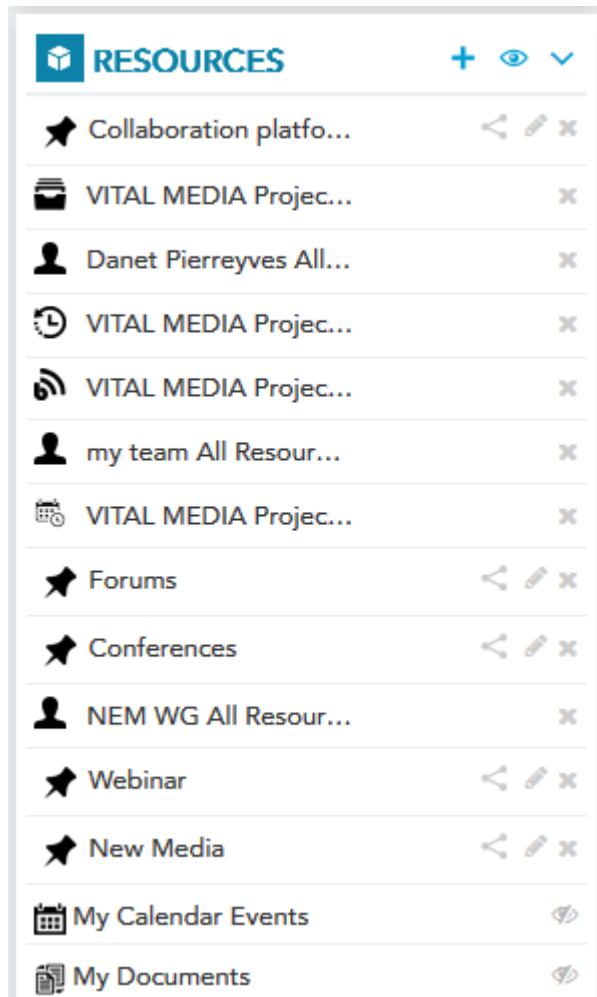 RESOURCES
Collaboration platfo...
VITAL MEDIA Projec...
Danet Pierreyves All...
VITAL MEDIA Projec...
VITAL MEDIA Projec...
my team All Resour...
VITAL MEDIA Projec...
Forums
Conferences
NEM WG All Resour...
Webinar
New Media
My Calendar Events
My Documents